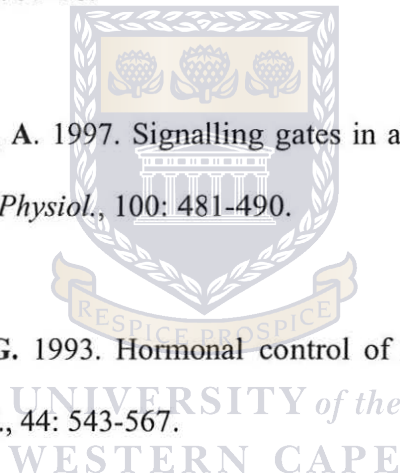 A. 1997. Signalling gates in a
Physiol., 100: 481-490.
RESPICE PROSPICE
G. 1993. Hormonal control of
UNIVERSITY of the
., 44: 543-567.
WESTERN CAPE